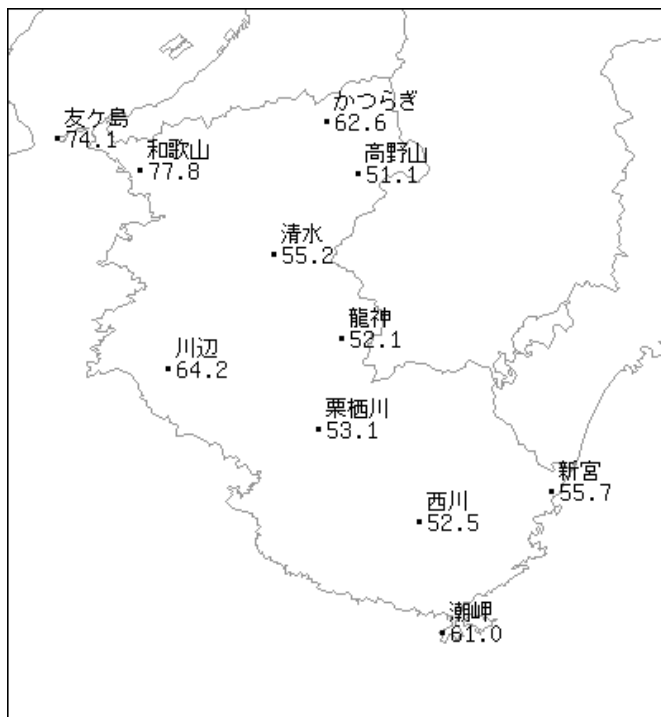 かつらぎ
62.6
友ケ島
74.1
和歌山
77.8
高野山
51.1
清水
55.2
龍神
52.1
川辺
64.2
栗栖川
53.1
新宮
55.7
西川
52.5
潮岬
61.0